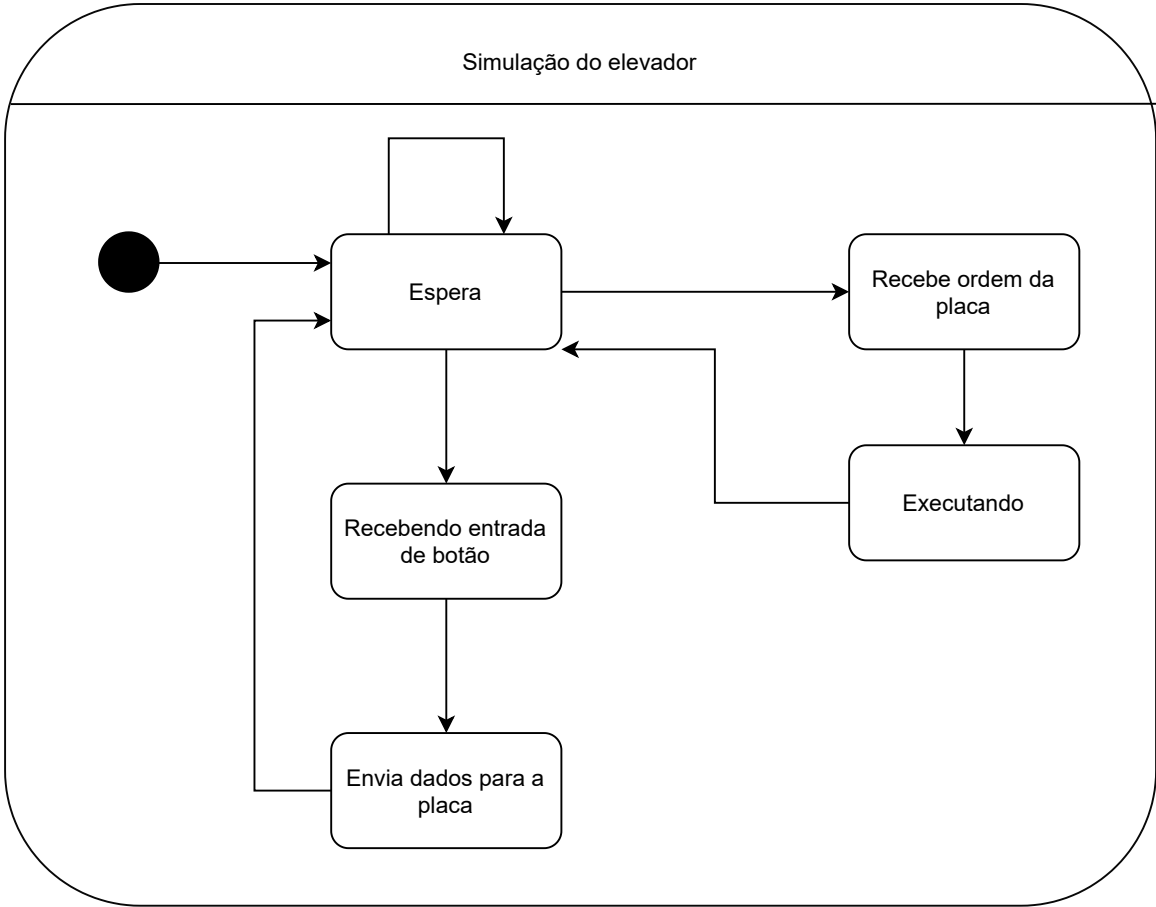 Simulação do elevador
Espera
Recebe ordem da
placa
Executando
Recebendo entrada
de botão
Envia dados para a
placa